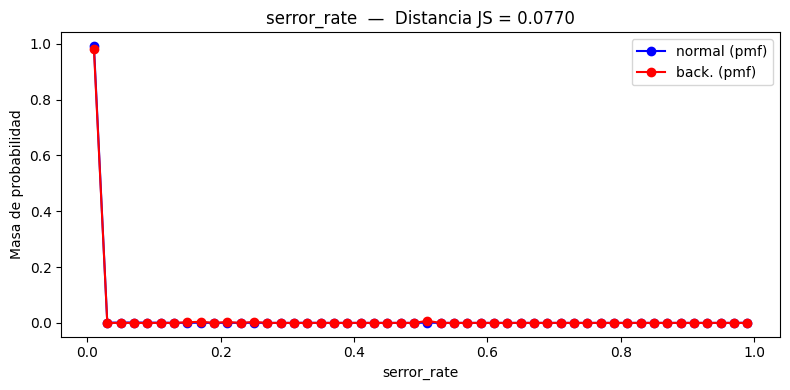 serror_rate — Distancia JS = 0.0770
normal (pmf)
back. (pmf)
Masa de probabilidad
1.0
0.8
0.6
0.4
0.2
0.0
0.0 0.2 0.4 0.6 0.8 1.0
serror_rate